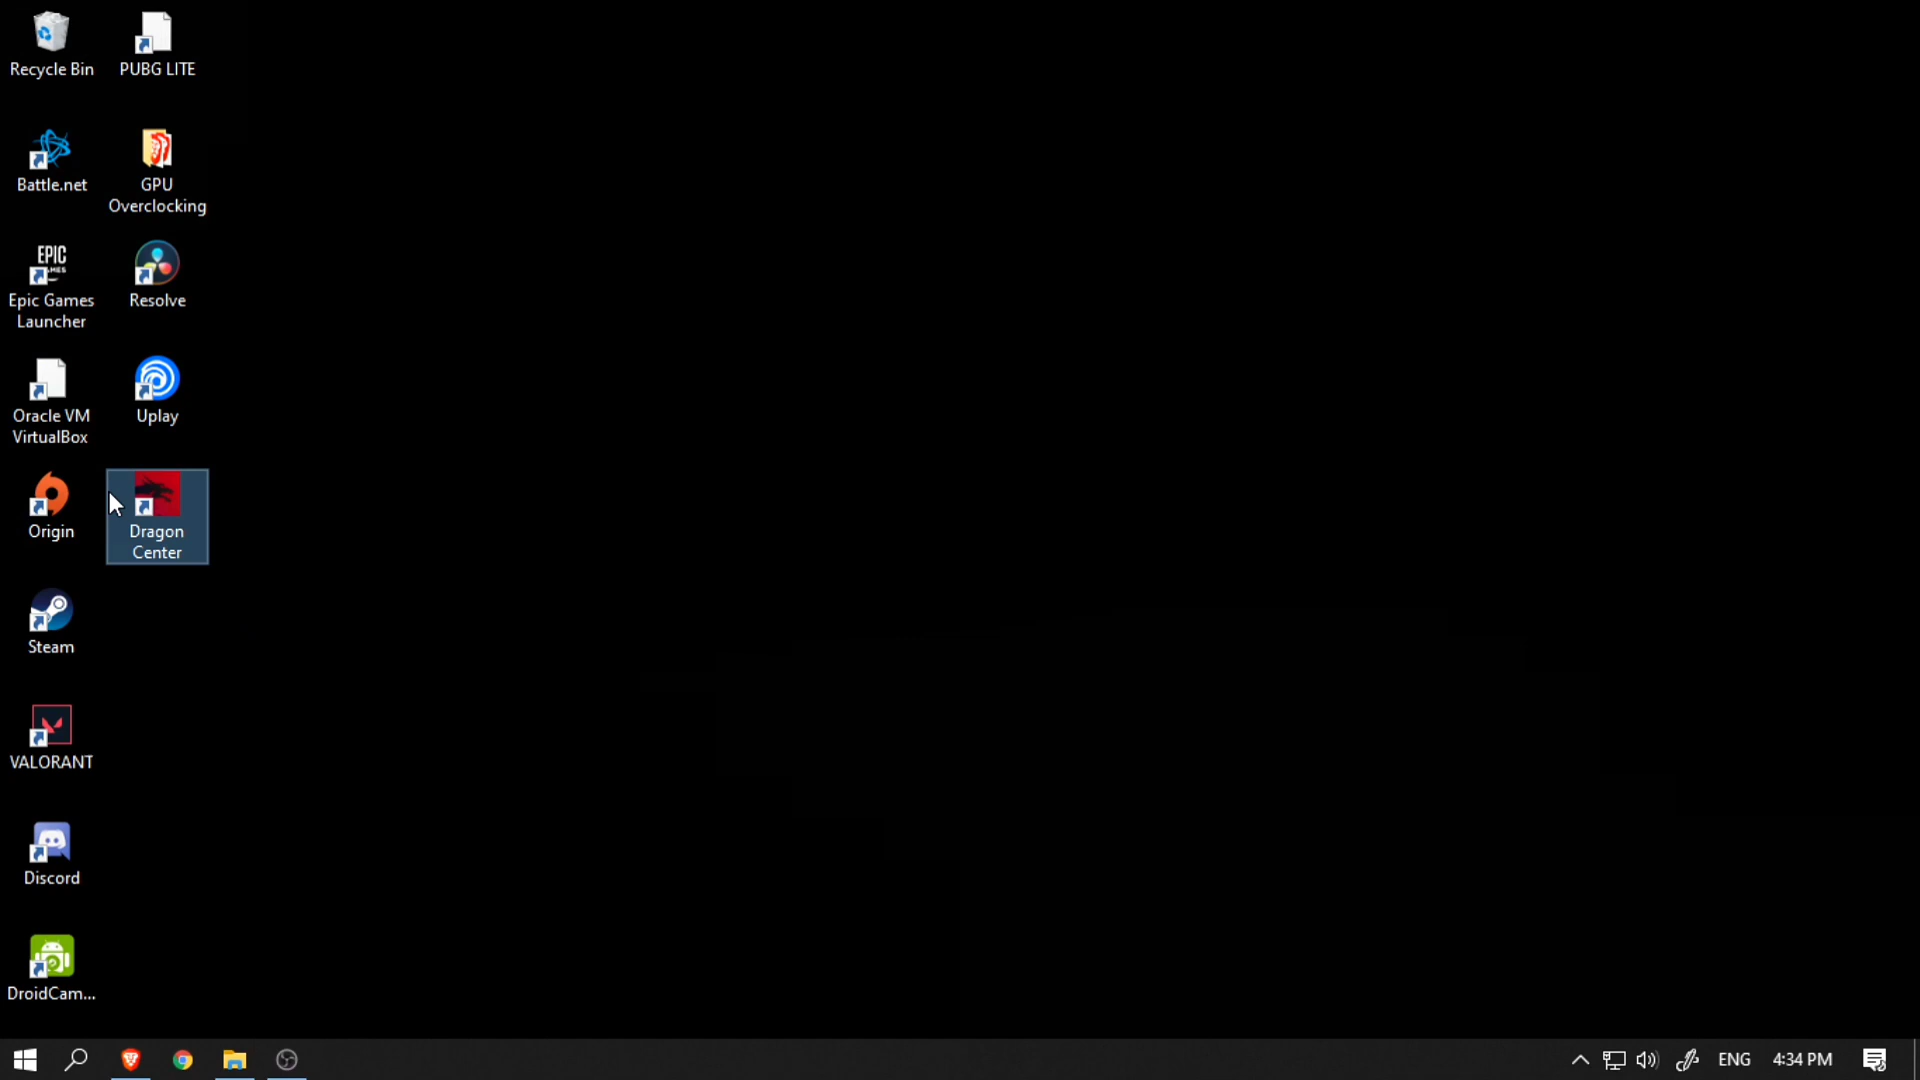 Recycle Bin
PUBG LITE
Battle.net
GPU
Overclocking
EPIC
Epic Games
Launcher
Resolve
Oracle VM
VirtualBox
Uplay
Origin
Dragon
Center
Steam
VALORANT
Discord
DroidCam...
ENG
4:34 PM